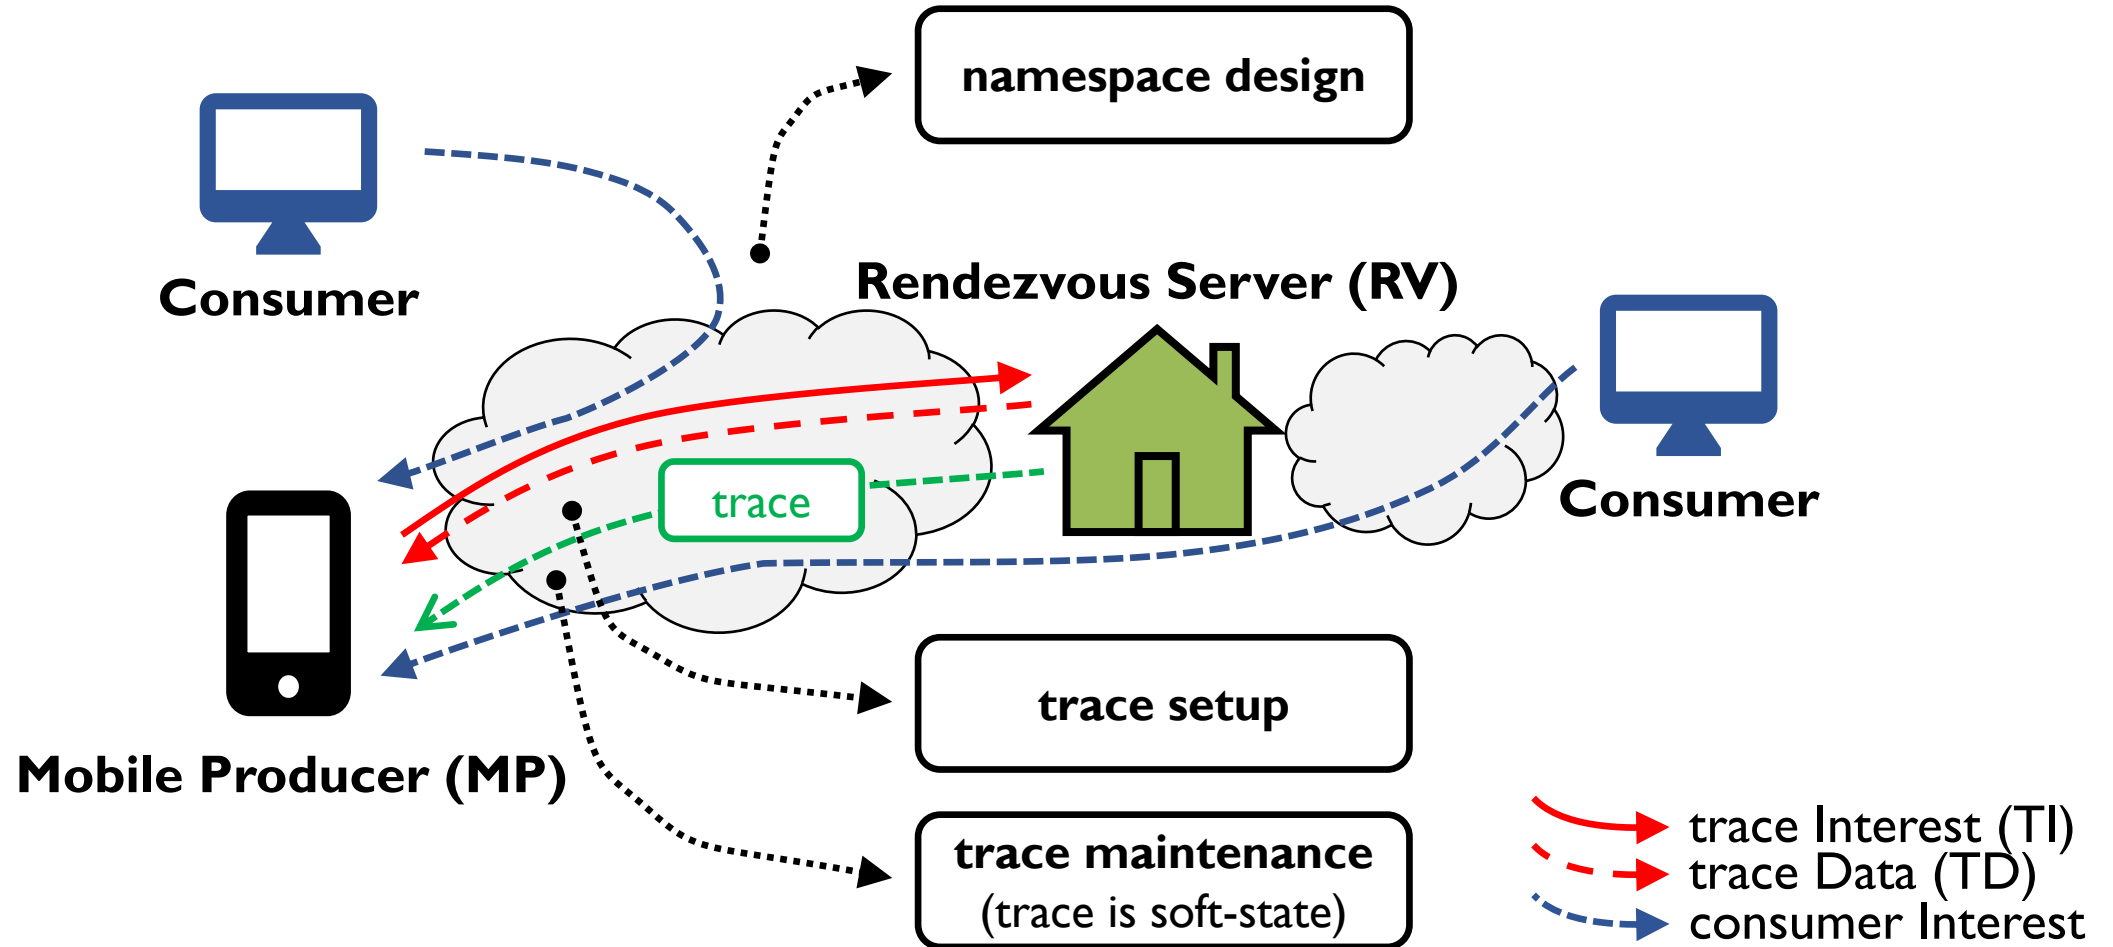 namespace design
Consumer
Rendezvous Server (RV)
Consumer
trace
trace setup
Mobile Producer (MP)
trace maintenance
(trace is soft-state)
trace Interest (TI)
trace Data (TD)
consumer Interest